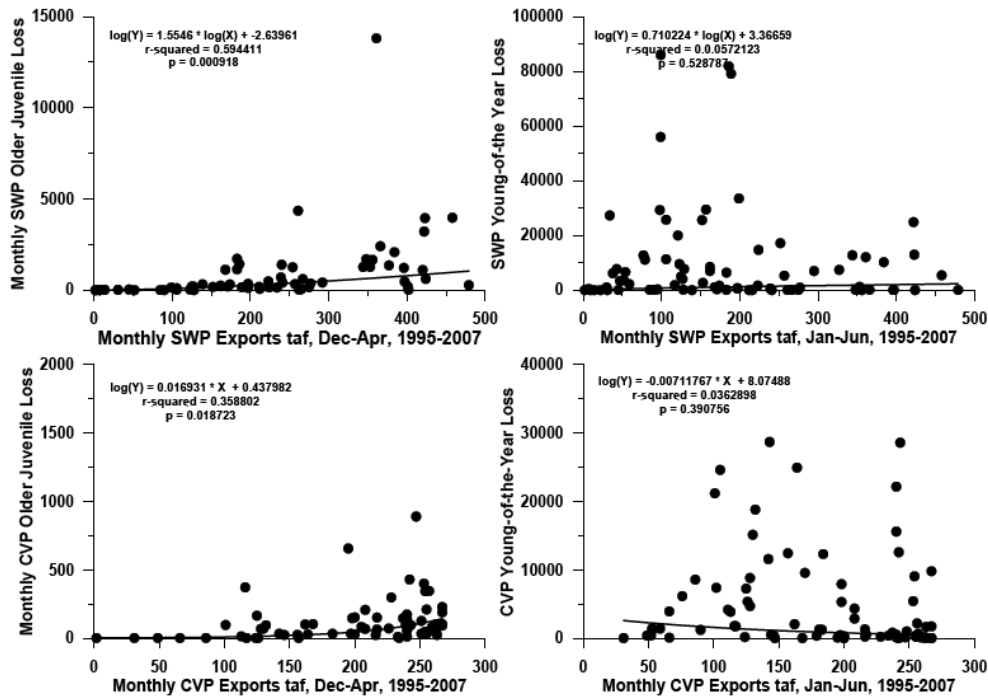 15000
10000
5000
0
Monthly SWP Older Juvenile Loss
log(Y) = 1.5546 * log(X) + -2.63961
r-squared = 0.594411
p = 0.000918
0 100 200 300 400 500
Monthly SWP Exports taf, Dec-Apr, 1995-2007
100000
80000
60000
40000
20000
0
SWP Young-of-the Year Loss
log(Y) = 0.710224 * log(X) + 3.36659
r-squared = 0.0.0572123
p = 0.528787
0 100 200 300 400 500
Monthly SWP Exports taf, Jan-Jun, 1995-2007
2000
1500
1000
500
0
Monthly CVP Older Juvenile Loss
log(Y) = 0.016931 * X + 0.437982
r-squared = 0.358802
p = 0.018723
0 50 100 150 200 250 300
Monthly CVP Exports taf, Dec-Apr, 1995-2007
40000
30000
20000
10000
0
CVP Young-of-the-Year Loss
log(Y) = -0.00711767 * X + 8.07488
r-squared = 0.0362898
p = 0.390756
0 50 100 150 200 250 300
Monthly CVP Exports taf, Jan-Jun, 1995-2007